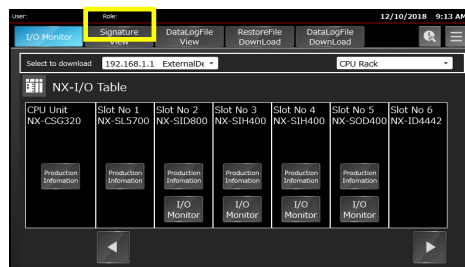 User: Role: 12/10/2018 9:13 AM
I/O Monitor Signature View DataLogFile View RestoreFile DownLoad DataLogFile DownLoad
Select to download 192.168.1.1 ExternalDe CPU Rack
NX-I/O Table
CPU Unit Slot No 1 Slot No 2 Slot No 3 Slot No 4 Slot No 5 Slot No 6
NX-CSG320 NX-SL5700 NX-SID800 NX-SIH400 NX-SIH400 NX-SOD400 NX-ID4442
Production Production Production Production Production Production
Infomation Infomation Infomation Infomation Infomation Infomation
I/O I/O I/O I/O
Monitor Monitor Monitor Monitor